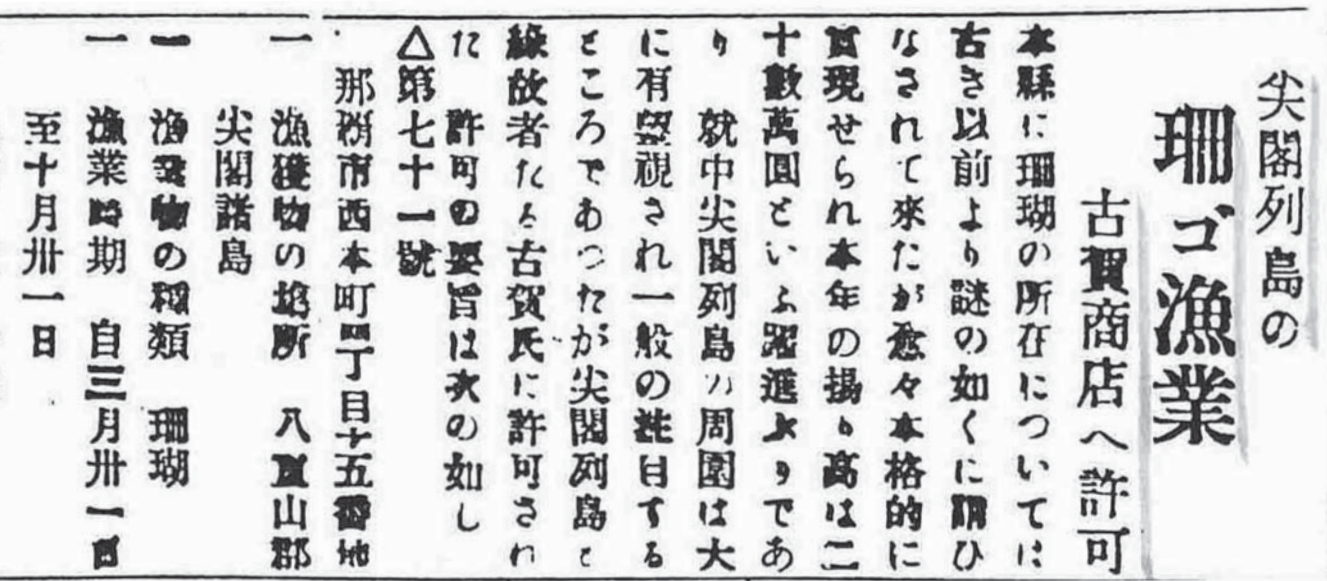 尖閣列島の
珊ゴ漁業
古賀商店へ許可
本縣に珊瑚の所在については
古き以前より謎の如くに謂ひ
なされて來たが愈々本格的に
實現せられ本年の揚り高は二
十數萬圓といふ躍進ぶりであ
り　就中尖閣列島の周圍は大
に有望視され一般の注目する
ところであつたが尖閣列島と
緣故者たる古賀氏に許可され
た　許可の要旨は次の如し
△第七十一號
那覇市西本町四丁目十五番地
一　漁獲物の場所　八重山郡
尖閣諸島
一　漁獲物の種類　珊瑚
一　漁業時期　自三月卅一日
至十月卅一日